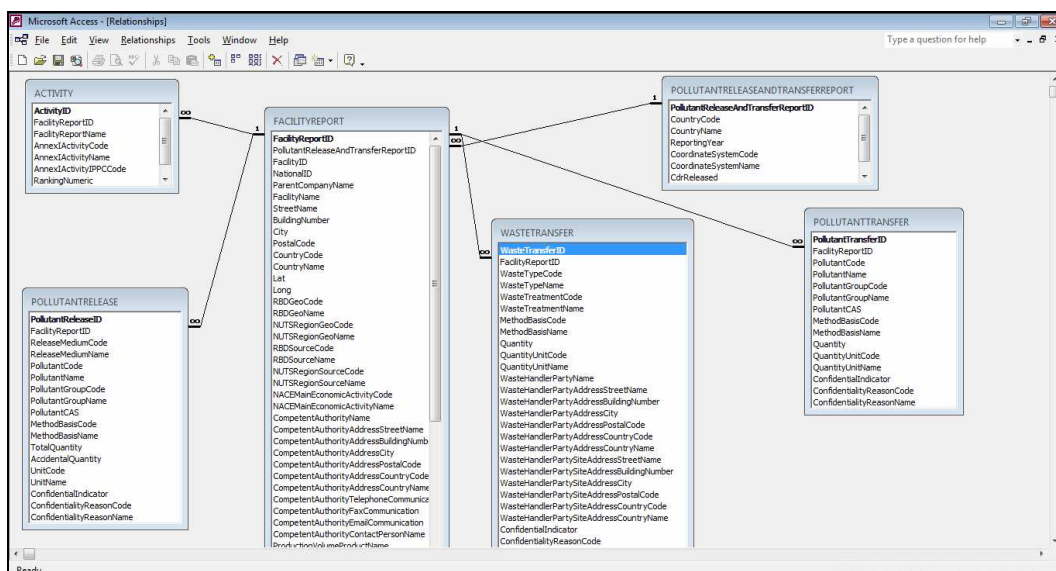 Microsoft Access - [Relationships]
File Edit View Relationships Tools Window Help
Type a question for help
ACTIVITY
ActivityID
FacilityReportID
FacilityReportName
AnnexIActivityCode
AnnexIActivityName
AnnexIActivityIPPCCode
RankingNumeric
∞
1
POLLUTANTRELEASE
PollutantReleaseID
FacilityReportID
ReleaseMediumCode
ReleaseMediumName
PollutantCode
PollutantName
PollutantGroupCode
PollutantGroupName
PollutantCAS
MethodBasisCode
MethodBasisName
TotalQuantity
AccidentalQuantity
UnitCode
UnitName
ConfidentialIndicator
ConfidentialityReasonCode
ConfidentialityReasonName
∞
FACILITYREPORT
FacilityReportID
PollutantReleaseAndTransferReportID
FacilityID
NationalID
ParentCompanyName
FacilityName
StreetName
BuildingNumber
City
PostalCode
CountryCode
CountryName
Lat
Long
RBDGeoCode
RBDGeoName
NUTSRegionGeoCode
NUTSRegionGeoName
RBDSourceCode
RBDSourceName
NUTSRegionSourceCode
NUTSRegionSourceName
NACEMainEconomicActivityCode
NACEMainEconomicActivityName
CompetentAuthorityName
CompetentAuthorityAddressStreetName
CompetentAuthorityAddressBuildingNumb
CompetentAuthorityAddressCity
CompetentAuthorityAddressPostalCode
CompetentAuthorityAddressCountryCode
CompetentAuthorityAddressCountryName
CompetentAuthorityTelephoneCommunica
CompetentAuthorityFaxCommunication
CompetentAuthorityEmailCommunication
CompetentAuthorityContactPersonName
ProductionVolumeProductName
1
∞
WASTETRANSFER
WasteTransferID
FacilityReportID
WasteTypeCode
WasteTypeName
WasteTreatmentCode
WasteTreatmentName
MethodBasisCode
MethodBasisName
Quantity
QuantityUnitCode
QuantityUnitName
WasteHandlerPartyName
WasteHandlerPartyAddressStreetName
WasteHandlerPartyAddressBuildingNumber
WasteHandlerPartyAddressCity
WasteHandlerPartyAddressPostalCode
WasteHandlerPartyAddressCountryCode
WasteHandlerPartyAddressCountryName
WasteHandlerPartySiteAddressStreetName
WasteHandlerPartySiteAddressBuildingNumber
WasteHandlerPartySiteAddressCity
WasteHandlerPartySiteAddressPostalCode
WasteHandlerPartySiteAddressCountryCode
WasteHandlerPartySiteAddressCountryName
ConfidentialIndicator
ConfidentialityReasonCode
∞
POLLUTANTRELEASEANDTRANSFERREPORT
PollutantReleaseAndTransferReportID
CountryCode
CountryName
ReportingYear
CoordinateSystemCode
CoordinateSystemName
CdrReleased
1
POLLUTANTTRANSFER
PollutantTransferID
FacilityReportID
PollutantCode
PollutantName
PollutantGroupCode
PollutantGroupName
PollutantCAS
MethodBasisCode
MethodBasisName
Quantity
QuantityUnitCode
QuantityUnitName
ConfidentialIndicator
ConfidentialityReasonCode
ConfidentialityReasonName
∞
Ready